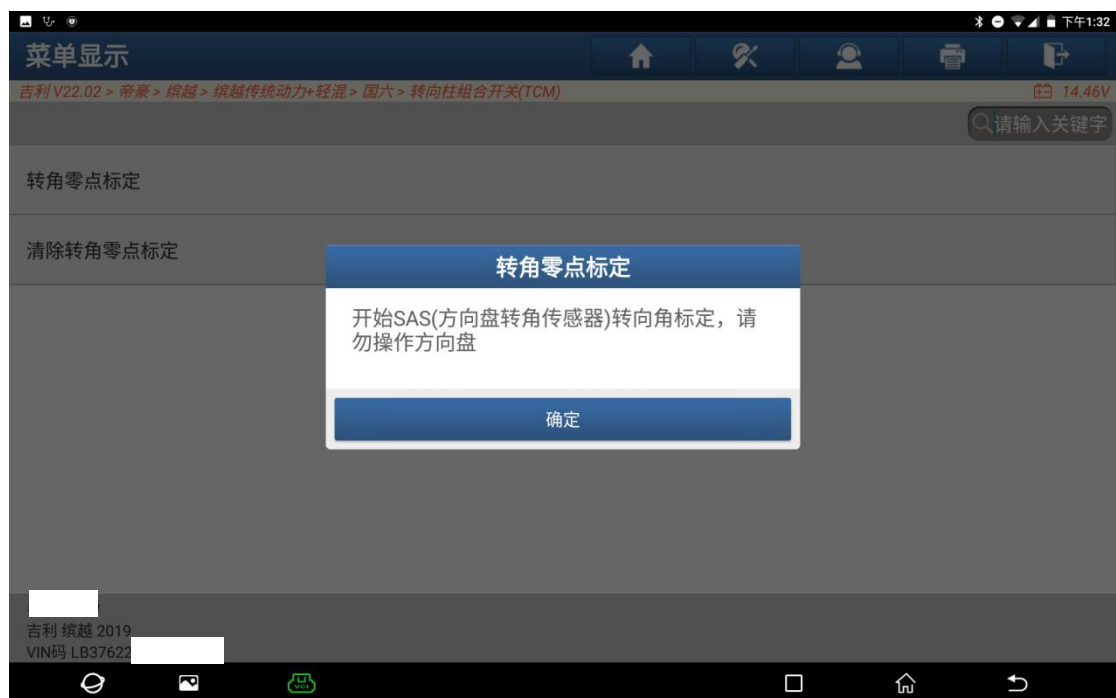 下午1:32
菜单显示
吉利 V22.02 > 帝豪 > 缤越 > 缤越传统动力+轻混 > 国六 > 转向柱组合开关(TCM)
14.46V
请输入关键字
转角零点标定
清除转角零点标定
转角零点标定
开始SAS(方向盘转角传感器)转向角标定，请
勿操作方向盘
确定
吉利 缤越 2019
VIN码 LB37622
VCI